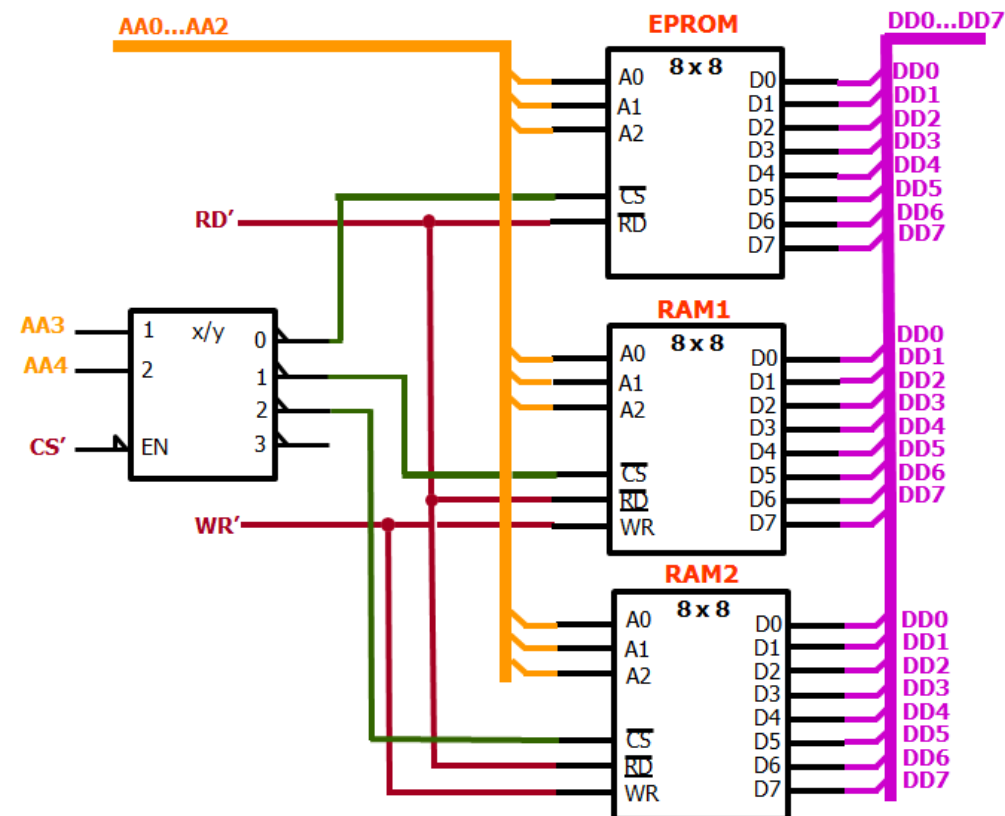 AA0...AA2
DD0...DD7
EPROM
8 x 8
A0
A1
A2
CS
RD
D0
D1
D2
D3
D4
D5
D6
D7
DD0
DD1
DD2
DD3
DD4
DD5
DD6
DD7
RD’
AA3
AA4
CS’
1
2
EN
x/y
0
1
2
3
WR’
RAM1
8 x 8
A0
A1
A2
CS
RD
WR
D0
D1
D2
D3
D4
D5
D6
D7
DD0
DD1
DD2
DD3
DD4
DD5
DD6
DD7
RAM2
8 x 8
A0
A1
A2
CS
RD
WR
D0
D1
D2
D3
D4
D5
D6
D7
DD0
DD1
DD2
DD3
DD4
DD5
DD6
DD7